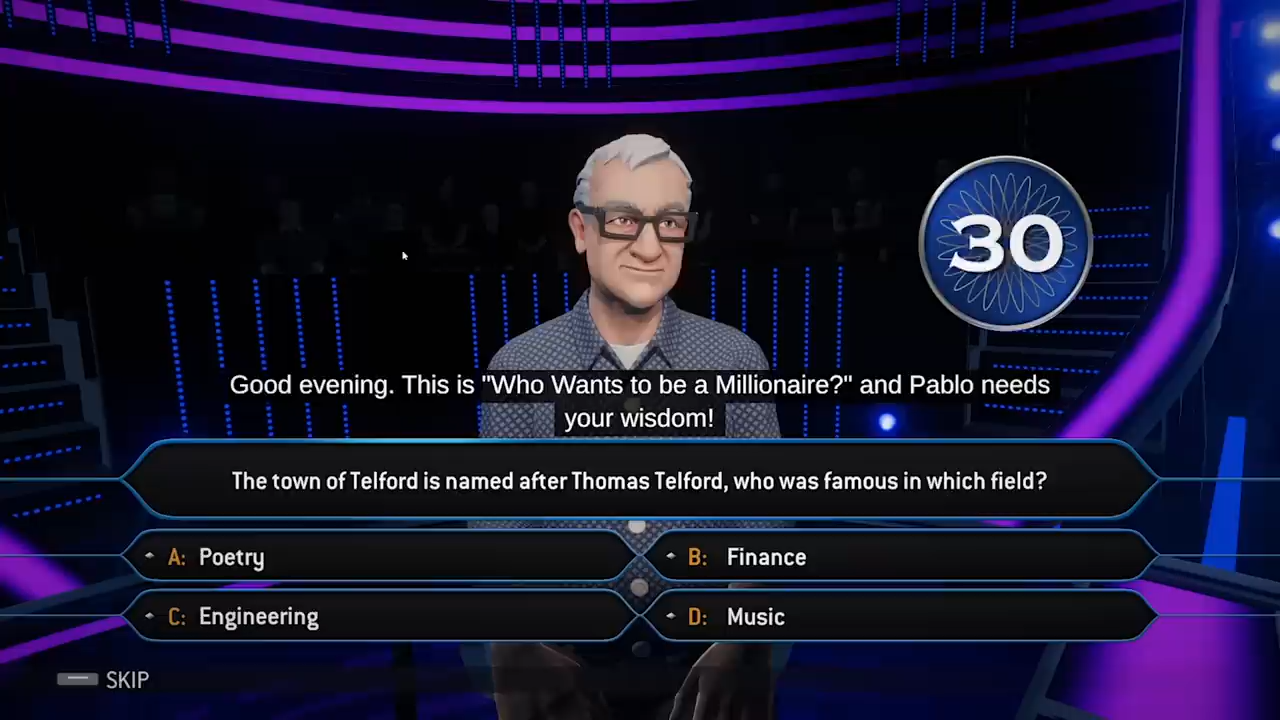 30
Good evening. This is "Who Wants to be a Millionaire?" and Pablo needs
your wisdom!
The town of Telford is named after Thomas Telford, who was famous in which field?
A: Poetry
B: Finance
C: Engineering
D: Music
SKIP